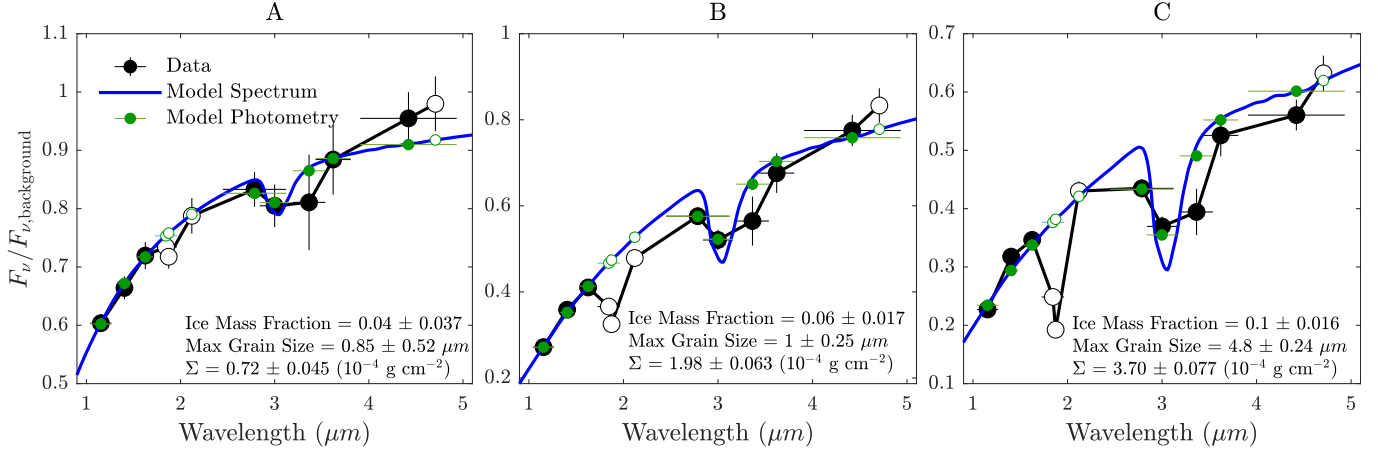 A
B
C
F_ν/F_ν,background
1.1
1
0.9
0.8
0.7
0.6
0.5
Data
Model Spectrum
Model Photometry
Ice Mass Fraction = 0.04 ± 0.037
Max Grain Size = 0.85 ± 0.52 μm
Σ = 0.72 ± 0.045 (10⁻⁴ g cm⁻²)
1 2 3 4 5
Wavelength (μm)
1
0.8
0.6
0.4
0.2
Ice Mass Fraction = 0.06 ± 0.017
Max Grain Size = 1 ± 0.25 μm
Σ = 1.98 ± 0.063 (10⁻⁴ g cm⁻²)
1 2 3 4 5
Wavelength (μm)
0.7
0.6
0.5
0.4
0.3
0.2
0.1
Ice Mass Fraction = 0.1 ± 0.016
Max Grain Size = 4.8 ± 0.24 μm
Σ = 3.70 ± 0.077 (10⁻⁴ g cm⁻²)
1 2 3 4 5
Wavelength (μm)